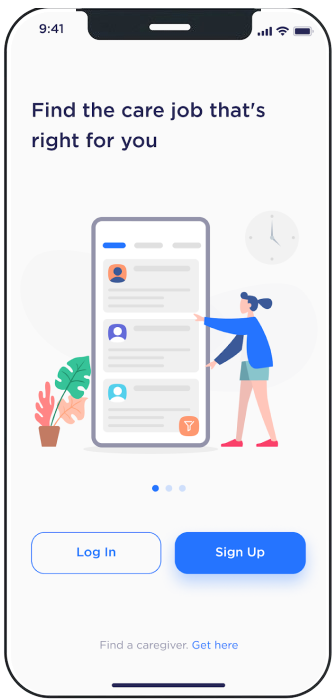 9:41
Find the care job that's
right for you
Log In
Sign Up
Find a caregiver. Get here